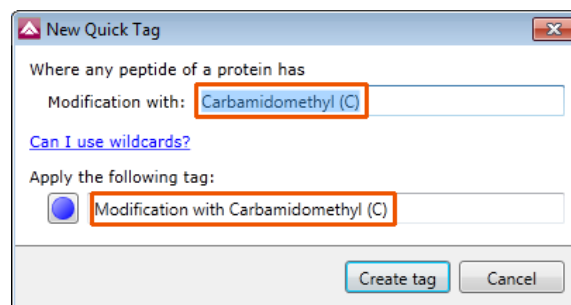 New Quick Tag
Where any peptide of a protein has
Modification with: Carbamidomethyl (C)
Can I use wildcards?
Apply the following tag:
Modification with Carbamidomethyl (C)
Create tag Cancel